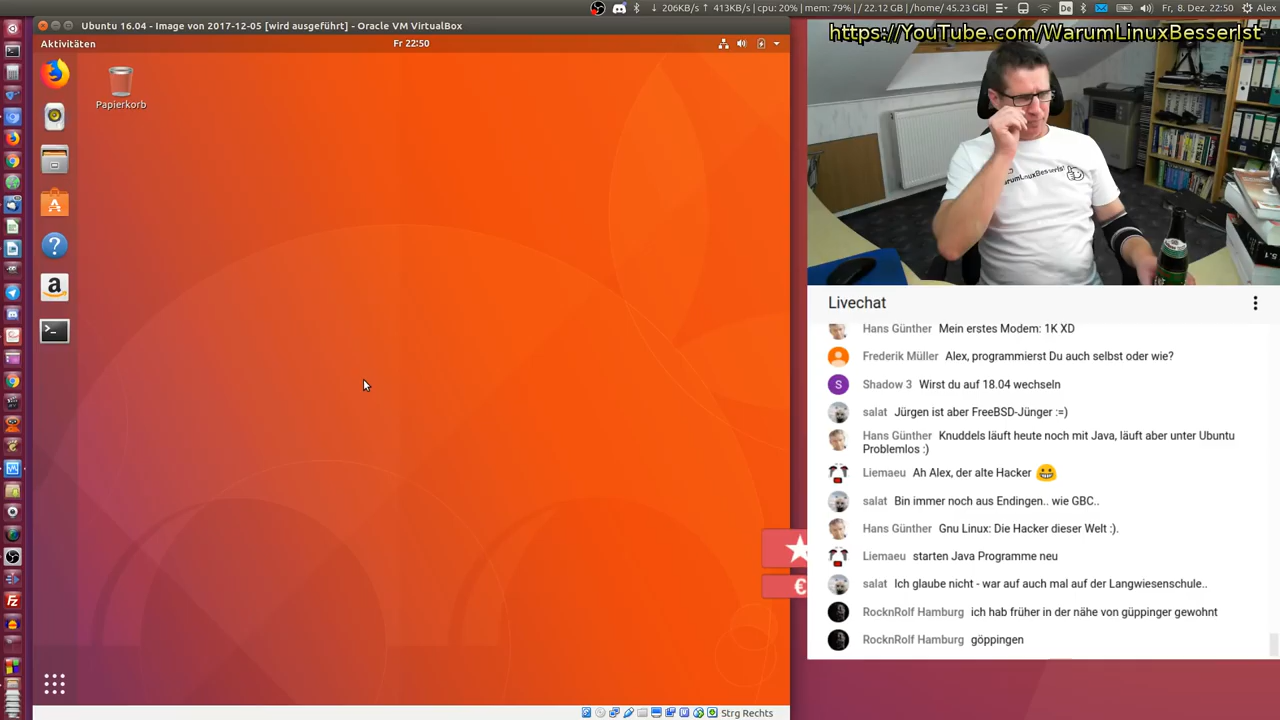 206KB/s 413KB/s cpu: 20% mem: 79% // 22.12 GB /home/ 45.23 GB De Fr, 8. Dez. 22:50 Alex
Ubuntu 16.04 - Image von 2017-12-05 [wird ausgeführt] - Oracle VM VirtualBox
Aktivitäten
Fr 22:50
Papierkorb
Strg Rechts
https://YouTube.com/WarumLinuxBesserIst
WarumLinuxBesserIst
5.1
Livechat
Hans Günther Mein erstes Modem: 1K XD
Frederik Müller Alex, programmierst Du auch selbst oder wie?
S Shadow 3 Wirst du auf 18.04 wechseln
salat Jürgen ist aber FreeBSD-Jünger :=)
Hans Günther Knuddels läuft heute noch mit Java, läuft aber unter Ubuntu
Problemlos :)
Liemaeu Ah Alex, der alte Hacker
salat Bin immer noch aus Endingen.. wie GBC..
Hans Günther Gnu Linux: Die Hacker dieser Welt :).
Liemaeu starten Java Programme neu
salat Ich glaube nicht - war auf auch mal auf der Langwiesenschule..
RocknRolf Hamburg ich hab früher in der nähe von güppinger gewohnt
RocknRolf Hamburg göppingen